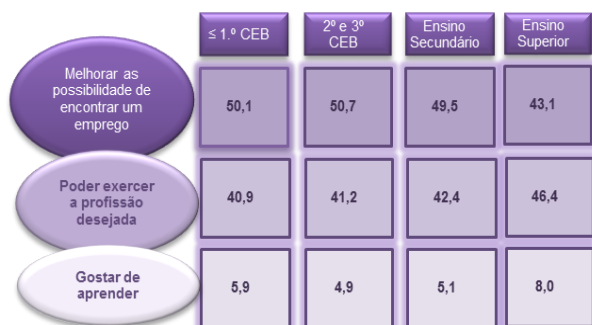 ≤ 1.º CEB
2º e 3º
CEB
Ensino
Secundário
Ensino
Superior
Melhorar as
possibilidade de
encontrar um
emprego
50,1
50,7
49,5
43,1
Poder exercer
a profissão
desejada
40,9
41,2
42,4
46,4
Gostar de
aprender
5,9
4,9
5,1
8,0